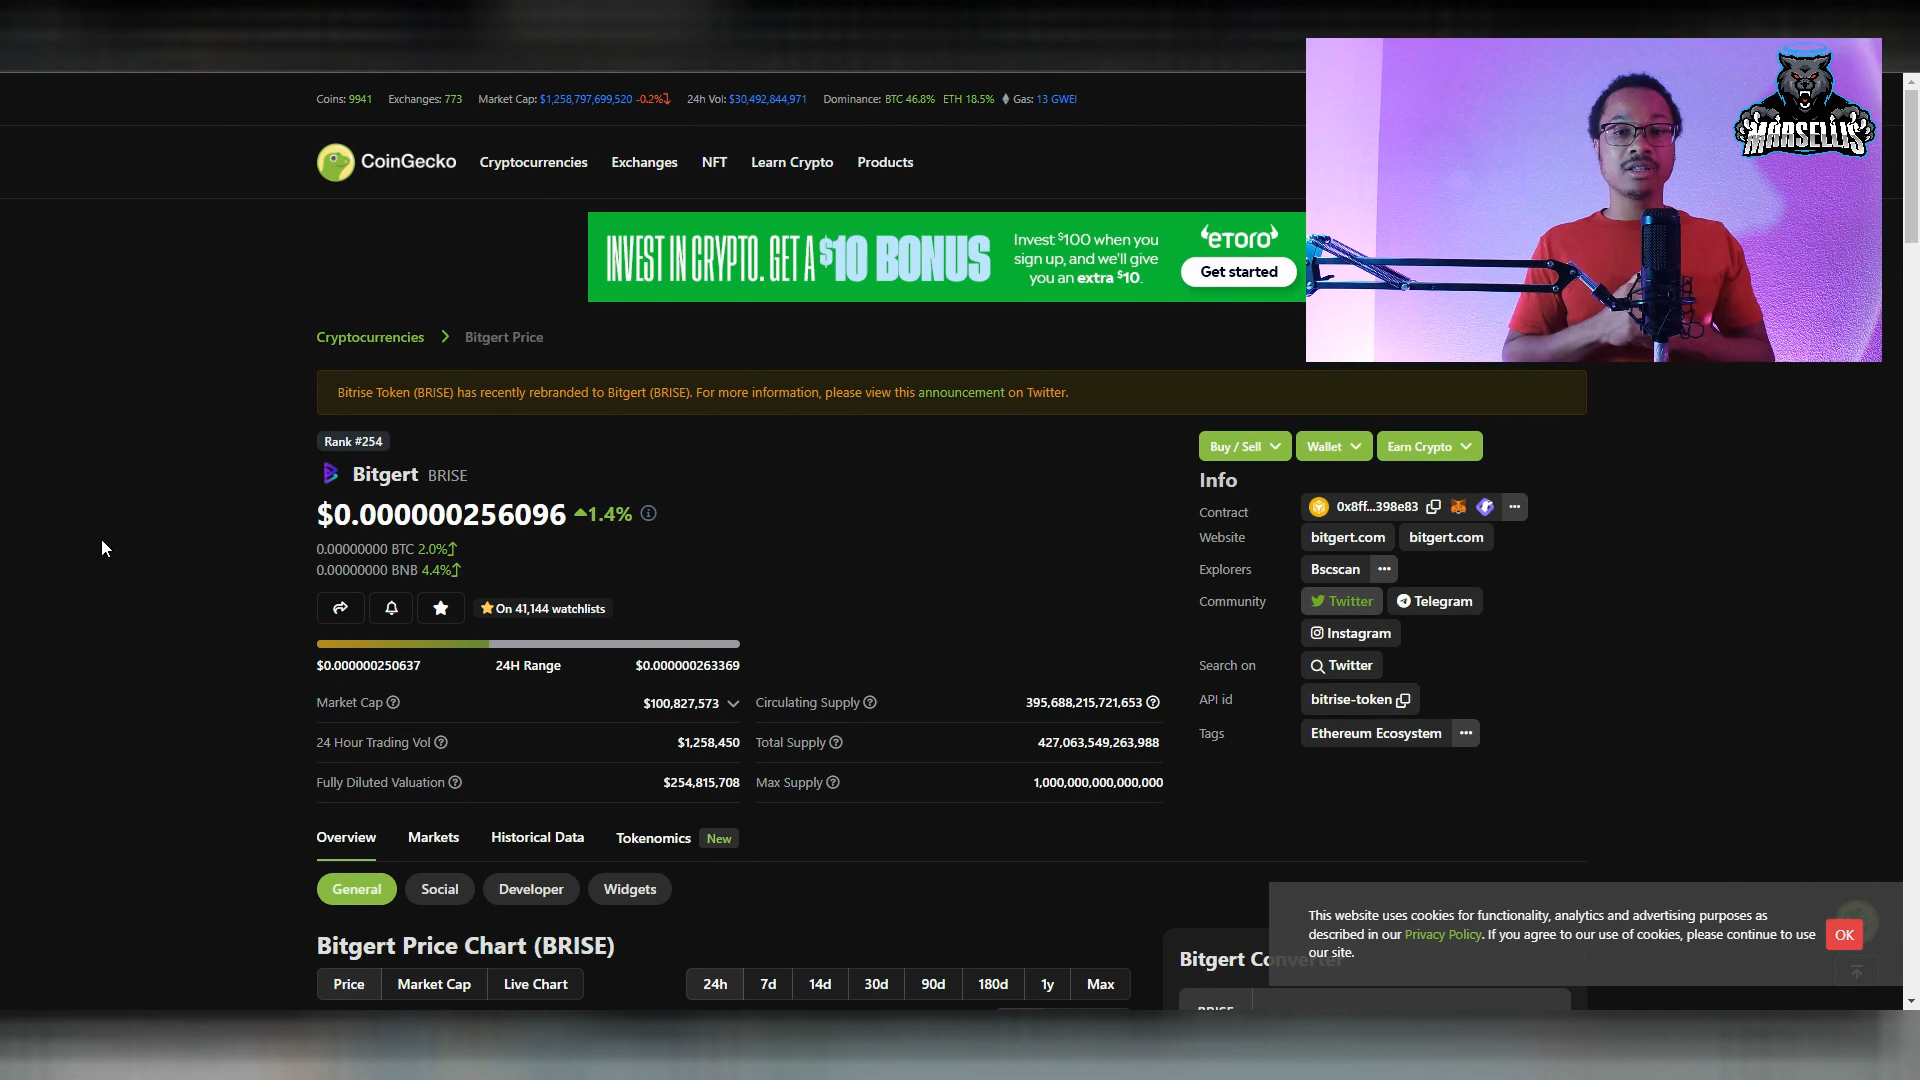 Coins: 9941 Exchanges: 773 Market Cap: $1,258,797,699,520 -0.2% 24h Vol: $30,492,844,971 Dominance: BTC 46.8% ETH 18.5% Gas: 13 GWEI
MARSELLIS
CoinGecko Cryptocurrencies Exchanges NFT Learn Crypto Products
INVEST IN CRYPTO. GET A $10 BONUS
Invest $100 when you
sign up, and we'll give
you an extra $10.
eToro
Get started
Cryptocurrencies > Bitgert Price
Bitrise Token (BRISE) has recently rebranded to Bitgert (BRISE). For more information, please view this announcement on Twitter.
Rank #254
Bitgert BRISE
$0.000000256096 1.4%
0.00000000 BTC 2.0%
0.00000000 BNB 4.4%
On 41,144 watchlists
$0.000000250637 24H Range $0.000000263369
Market Cap $100,827,573
24 Hour Trading Vol $1,258,450
Fully Diluted Valuation $254,815,708
Circulating Supply 395,688,215,721,653
Total Supply 427,063,549,263,988
Max Supply 1,000,000,000,000,000
Buy / Sell Wallet Earn Crypto
Info
Contract 0x8ff...398e83
Website bitgert.com bitgert.com
Explorers Bscscan
Community Twitter Telegram
Instagram
Search on Twitter
API id bitrise-token
Tags Ethereum Ecosystem
Overview Markets Historical Data Tokenomics New
General Social Developer Widgets
Bitgert Price Chart (BRISE)
Price Market Cap Live Chart 24h 7d 14d 30d 90d 180d 1y Max
Bitgert Converter
BRISE
This website uses cookies for functionality, analytics and advertising purposes as
described in our Privacy Policy. If you agree to our use of cookies, please continue to use
our site.
OK